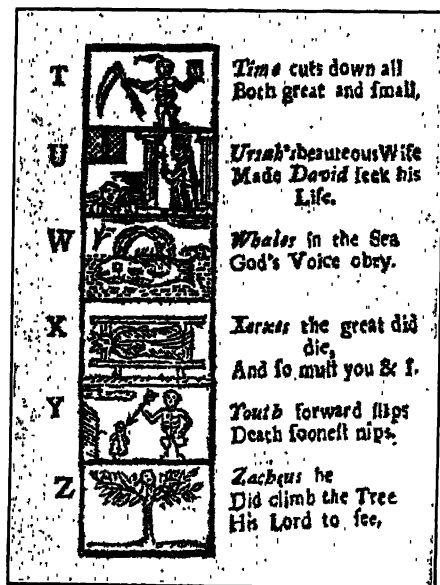 T
Time cuts down all
Both great and ſmall.
U
Uriah's beauteous Wife
Made David ſeek his
Life.
W
Whales in the Sea
God's Voice obey.
X
Xerxes the great did
die,
And ſo muſt you & I.
Y
Youth forward ſlips
Death ſooneſt nips.
Z
Zacheus he
Did climb the Tree
His Lord to ſee,